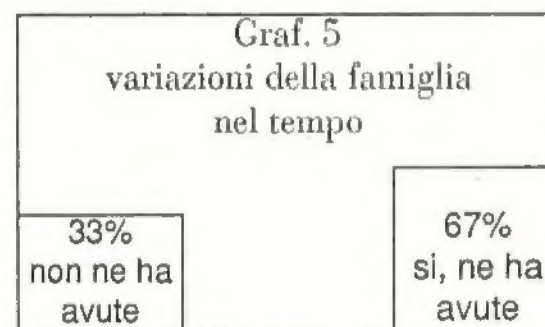 Graf. 5
variazioni della famiglia
nel tempo
33%
non ne ha
avute
67%
si, ne ha
avute